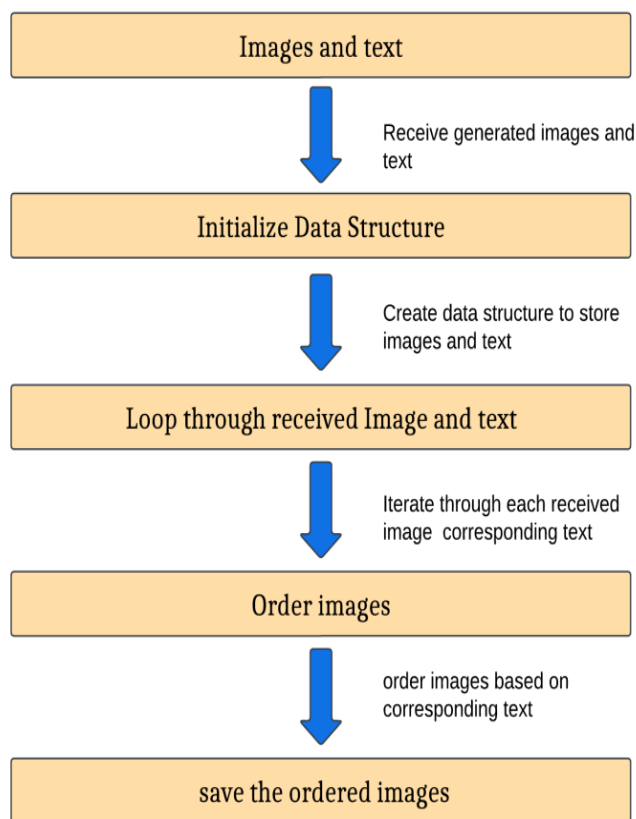 Images and text
Receive generated images and
text
Initialize Data Structure
Create data structure to store
images and text
Loop through received Image and text
Iterate through each received
image  corresponding text
Order images
order images based on
corresponding text
save the ordered images